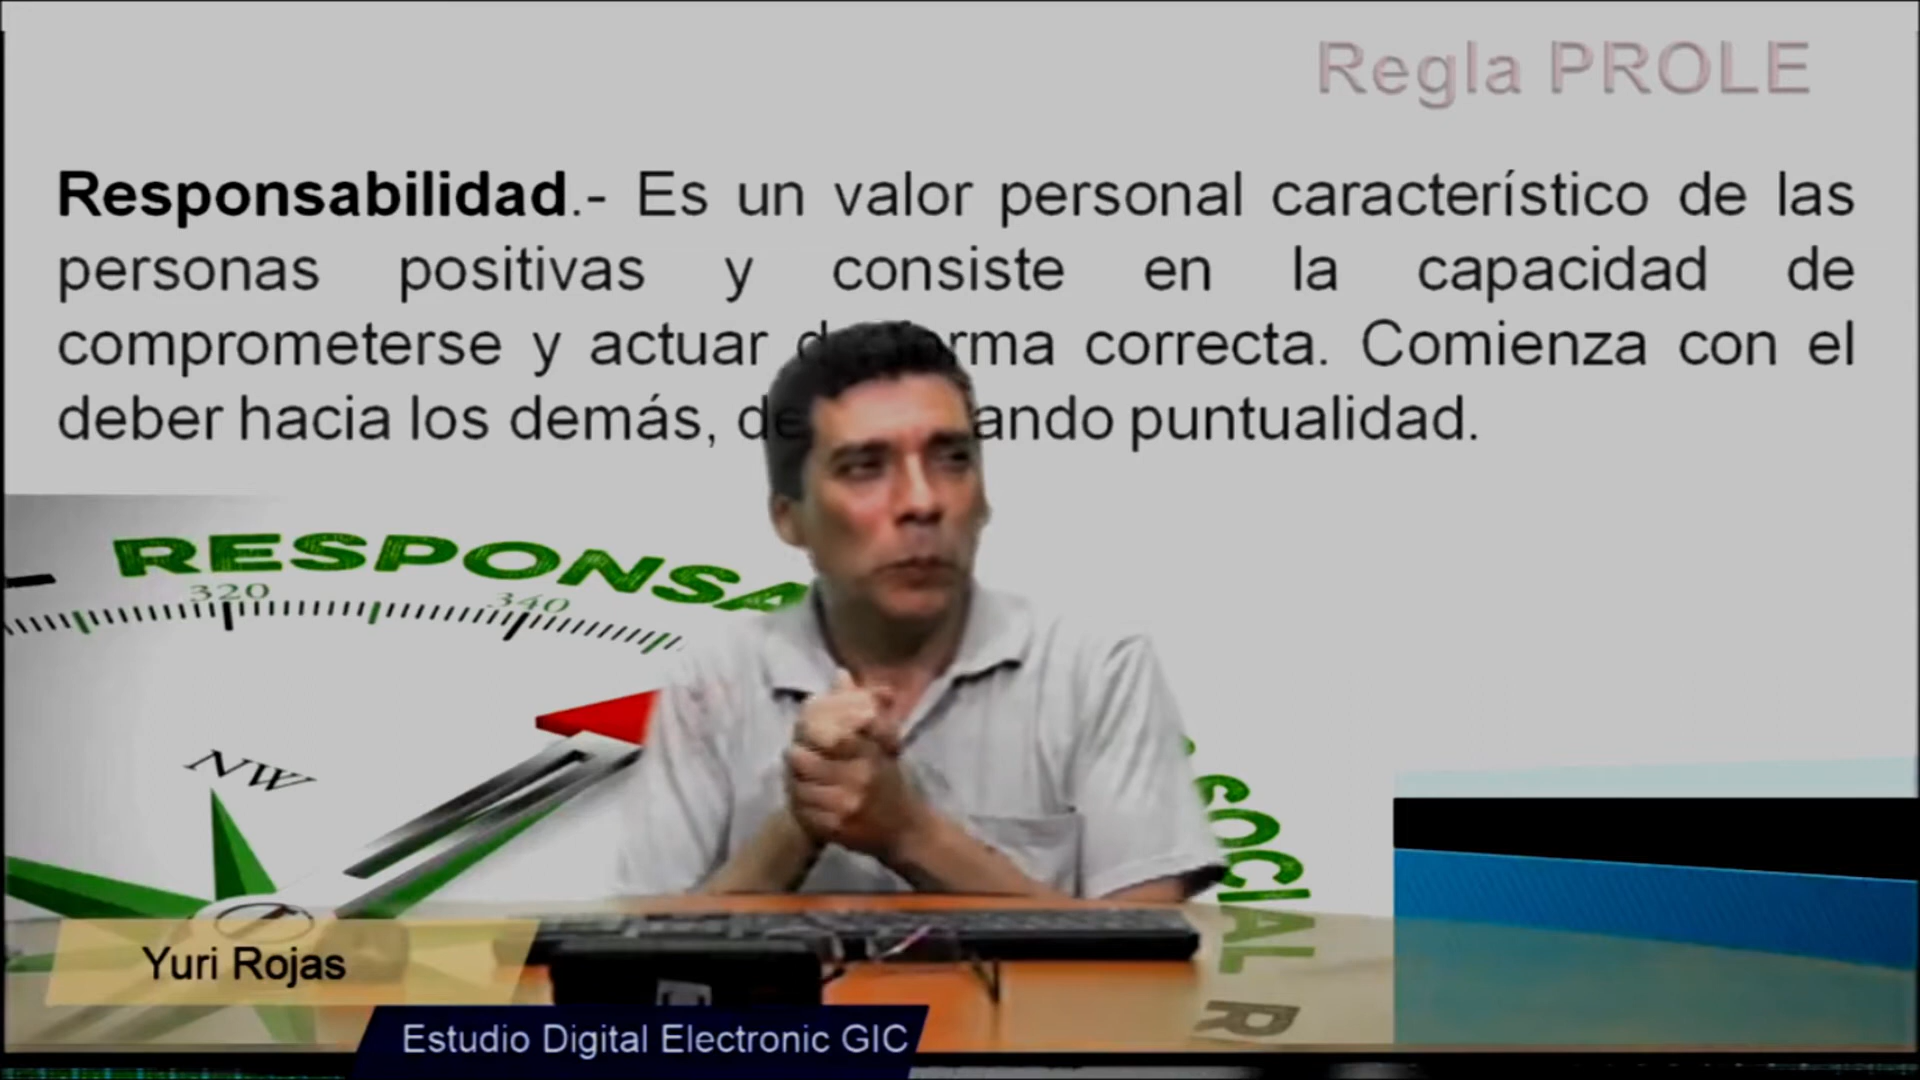 Regla PROLE
Responsabilidad.- Es un valor personal característico de las
personas positivas y consiste en la capacidad de
comprometerse y actuar correcta. Comienza con el
deber hacia los demás, puntualidad.
RESPONSA
320
340
NW
SOCIAL R
Yuri Rojas
Estudio Digital Electronic GIC